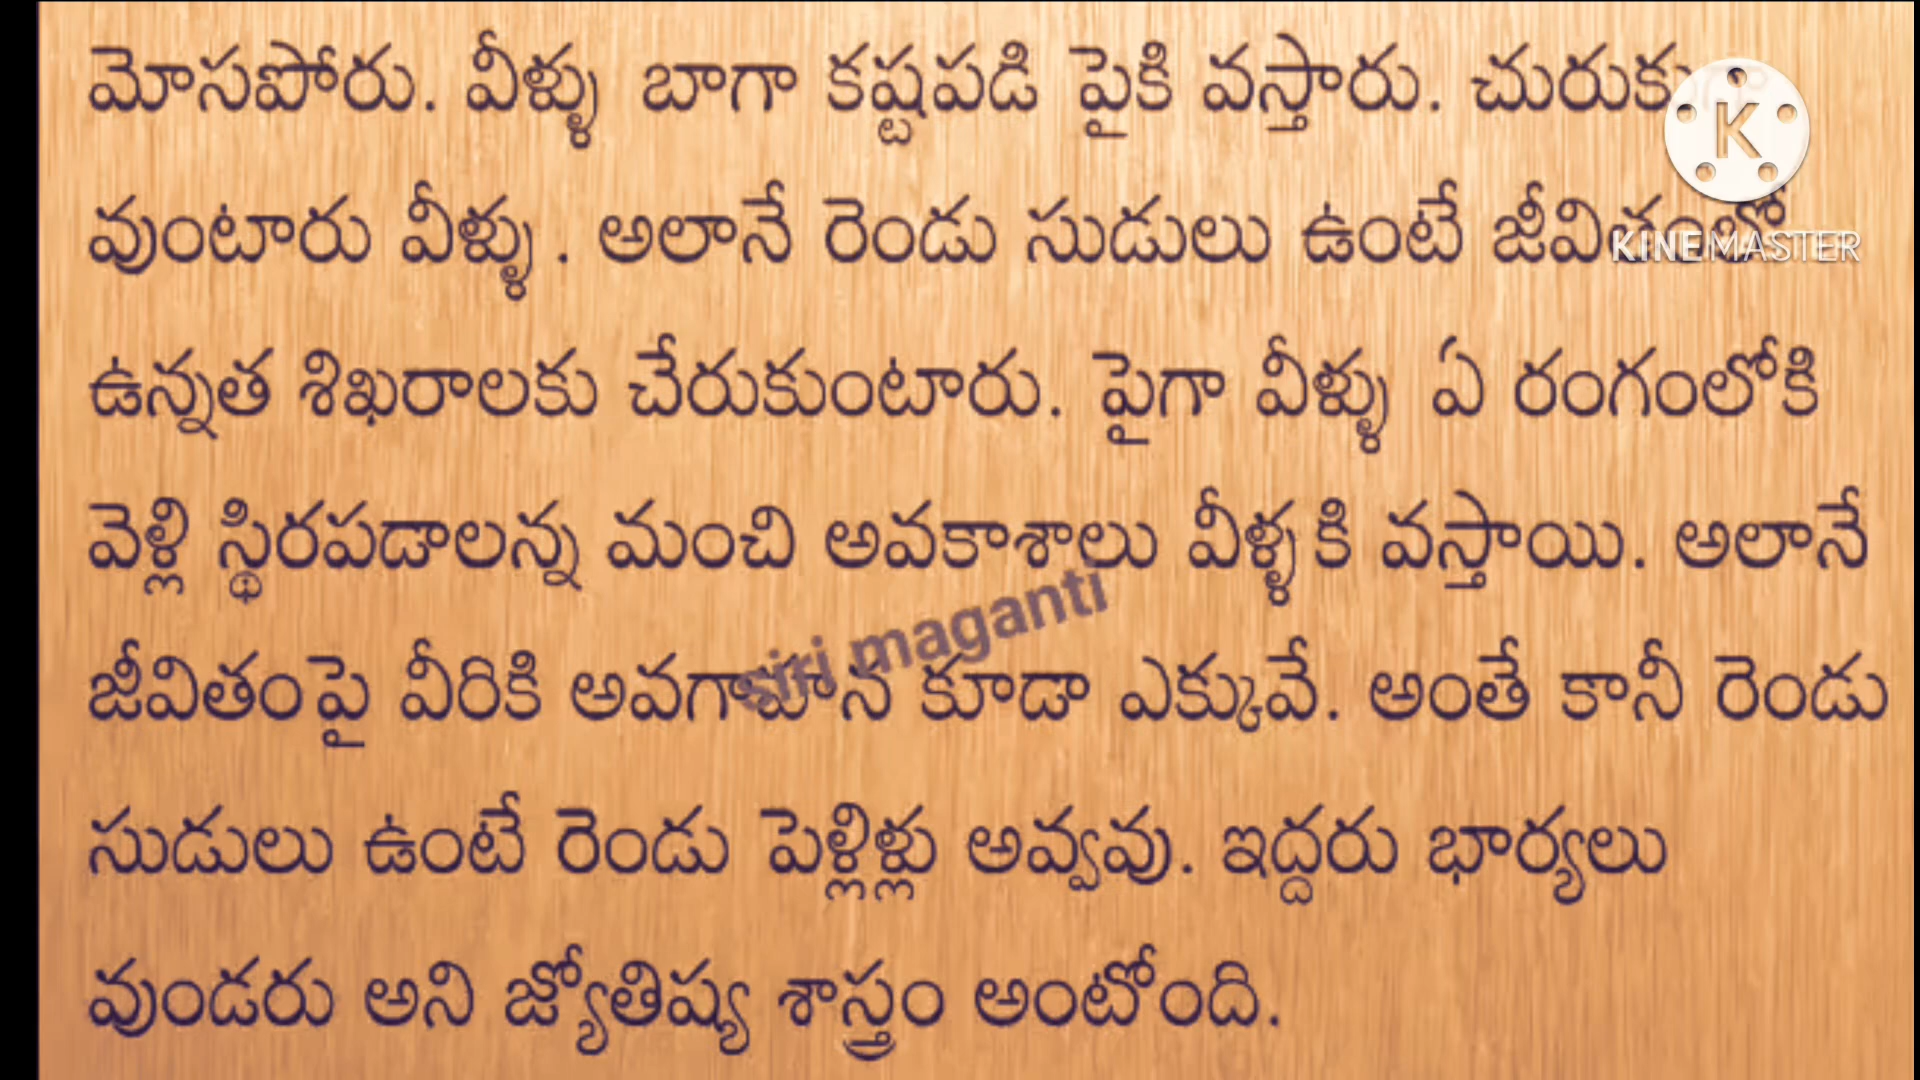 మోసపోరు. వీళ్ళు బాగా కష్టపడి పైకి వస్తారు. చురుకు
వుంటారు వీళ్ళు. అలానే రెండు సుడులు ఉంటే జీవితంలో
KINEMASTER
ఉన్నత శిఖరాలకు చేరుకుంటారు. పైగా వీళ్ళు ఏ రంగంలోకి
వెళ్లి స్థిరపడాలన్న మంచి అవకాశాలు వీళ్ళకి వస్తాయి. అలానే
siri maganti
జీవితంపై వీరికి అవగాహన కూడా ఎక్కువే. అంతే కానీ రెండు
సుడులు ఉంటే రెండు పెళ్లిళ్లు అవ్వవు. ఇద్దరు భార్యలు
వుండరు అని జ్యోతిష్య శాస్త్రం అంటోంది.